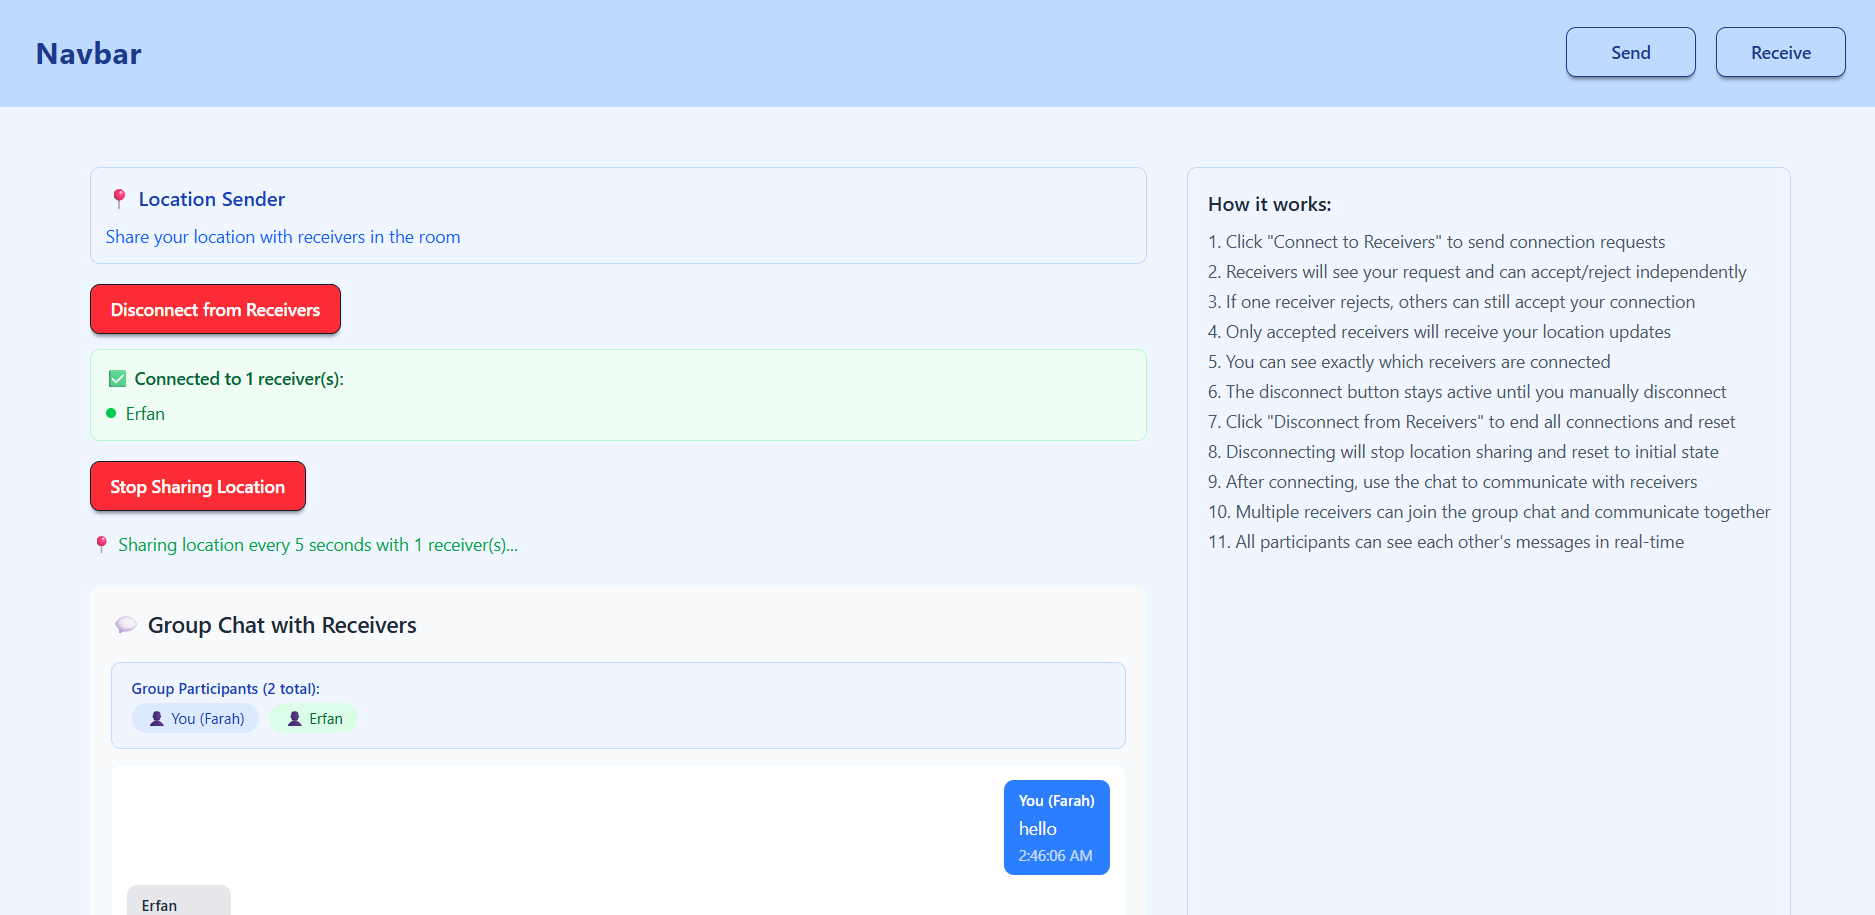 Navbar
Send
Receive
Location Sender
Share your location with receivers in the room
Disconnect from Receivers
Connected to 1 receiver(s):
Erfan
Stop Sharing Location
Sharing location every 5 seconds with 1 receiver(s)...
Group Chat with Receivers
Group Participants (2 total):
You (Farah)
Erfan
You (Farah)
hello
2:46:06 AM
Erfan
How it works:
1. Click "Connect to Receivers" to send connection requests
2. Receivers will see your request and can accept/reject independently
3. If one receiver rejects, others can still accept your connection
4. Only accepted receivers will receive your location updates
5. You can see exactly which receivers are connected
6. The disconnect button stays active until you manually disconnect
7. Click "Disconnect from Receivers" to end all connections and reset
8. Disconnecting will stop location sharing and reset to initial state
9. After connecting, use the chat to communicate with receivers
10. Multiple receivers can join the group chat and communicate together
11. All participants can see each other's messages in real-time